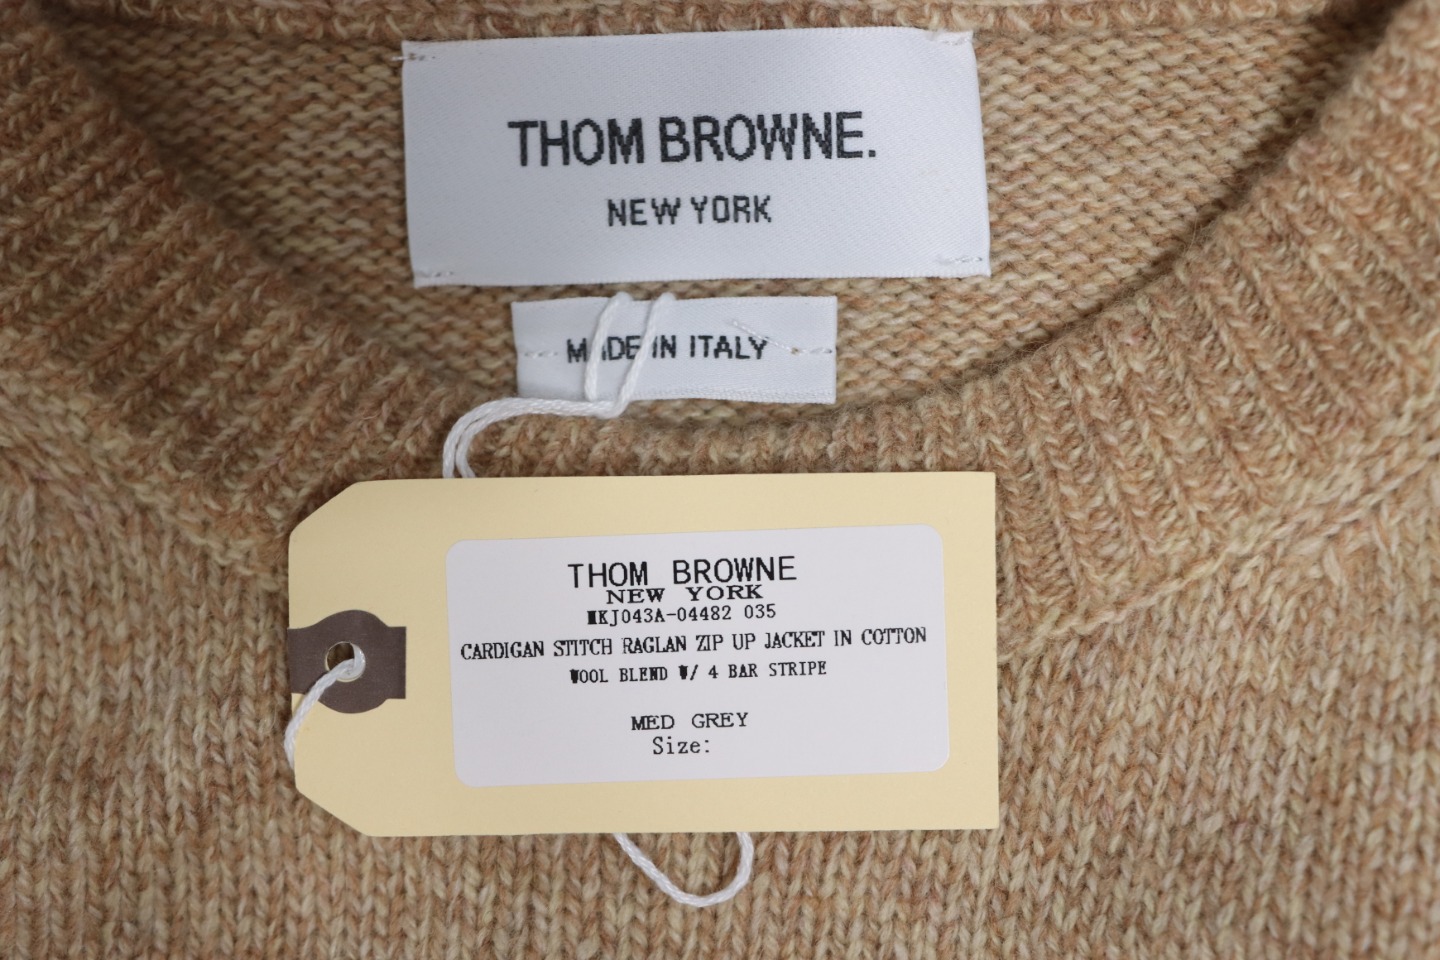 THOM BROWNE.
NEW YORK
MADE IN ITALY
THOM BROWNE
NEW YORK
MKJ043A-04482 035
CARDIGAN STITCH RAGLAN ZIP UP JACKET IN COTTON
WOOL BLEND W/ 4 BAR STRIPE
MED GREY
Size: